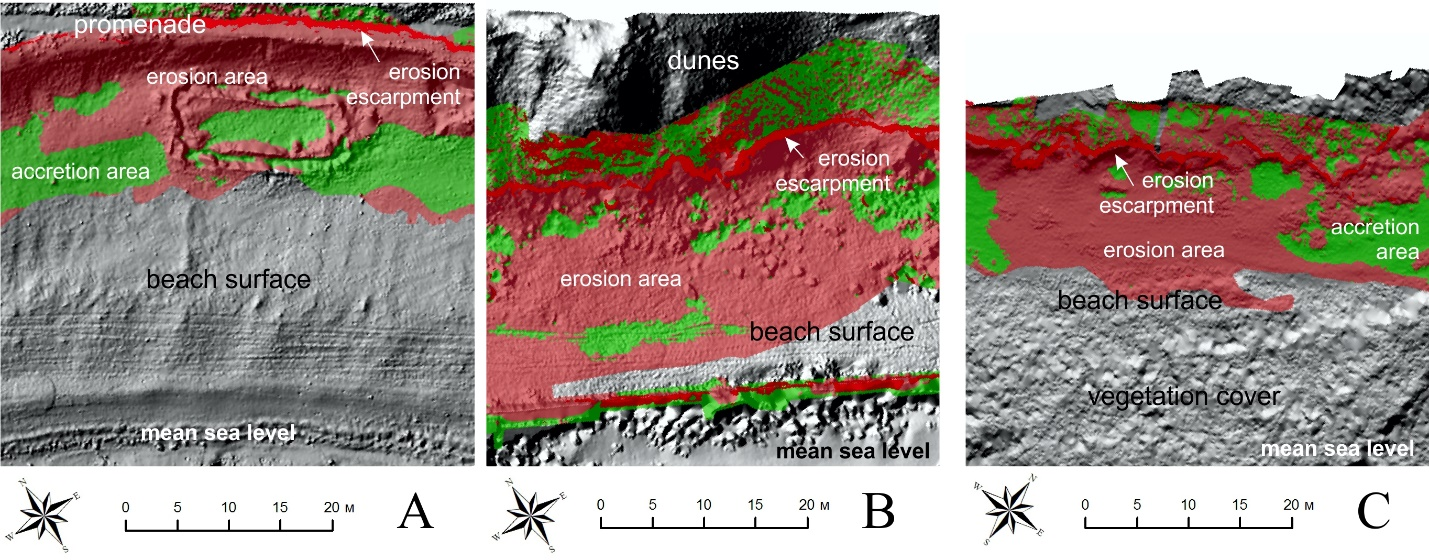 promenade
erosion area
erosion
escarpment
accretion area
beach surface
mean sea level
N
E
W
S
0 5 10 15 20 м
A
dunes
erosion
escarpment
erosion area
beach surface
mean sea level
N
E
W
S
0 5 10 15 20 м
B
erosion
escarpment
accretion
area
erosion area
beach surface
vegetation cover
mean sea level
N
W
E
S
0 5 10 15 20 м
C